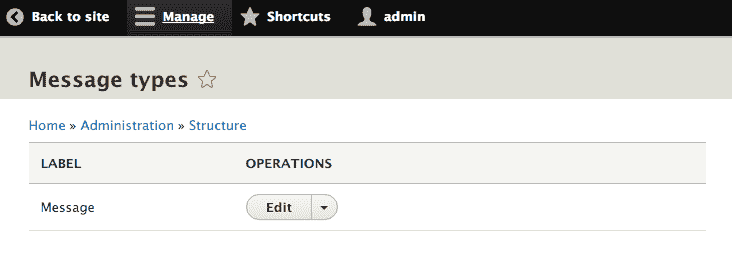 Back to site Manage Shortcuts admin
Message types
Home » Administration » Structure
LABEL OPERATIONS
Message Edit